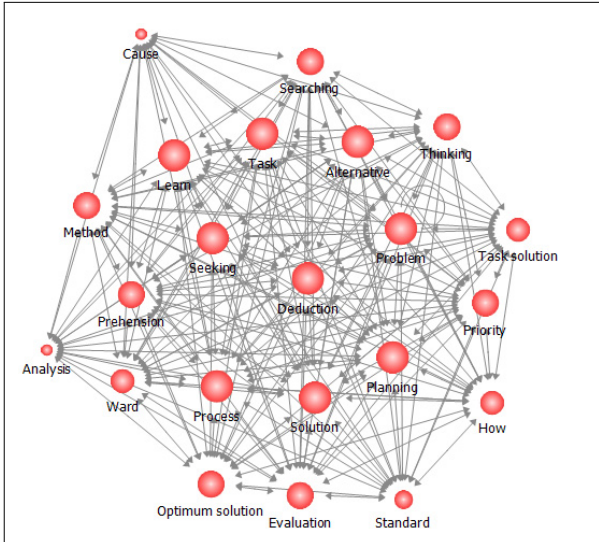 Cause
Searching
Thinking
Task
Alternative
Learn
Method
Seeking
Problem
Task solution
Deduction
Prehension
Priority
Analysis
Ward
Process
Solution
Planning
How
Optimum solution
Evaluation
Standard